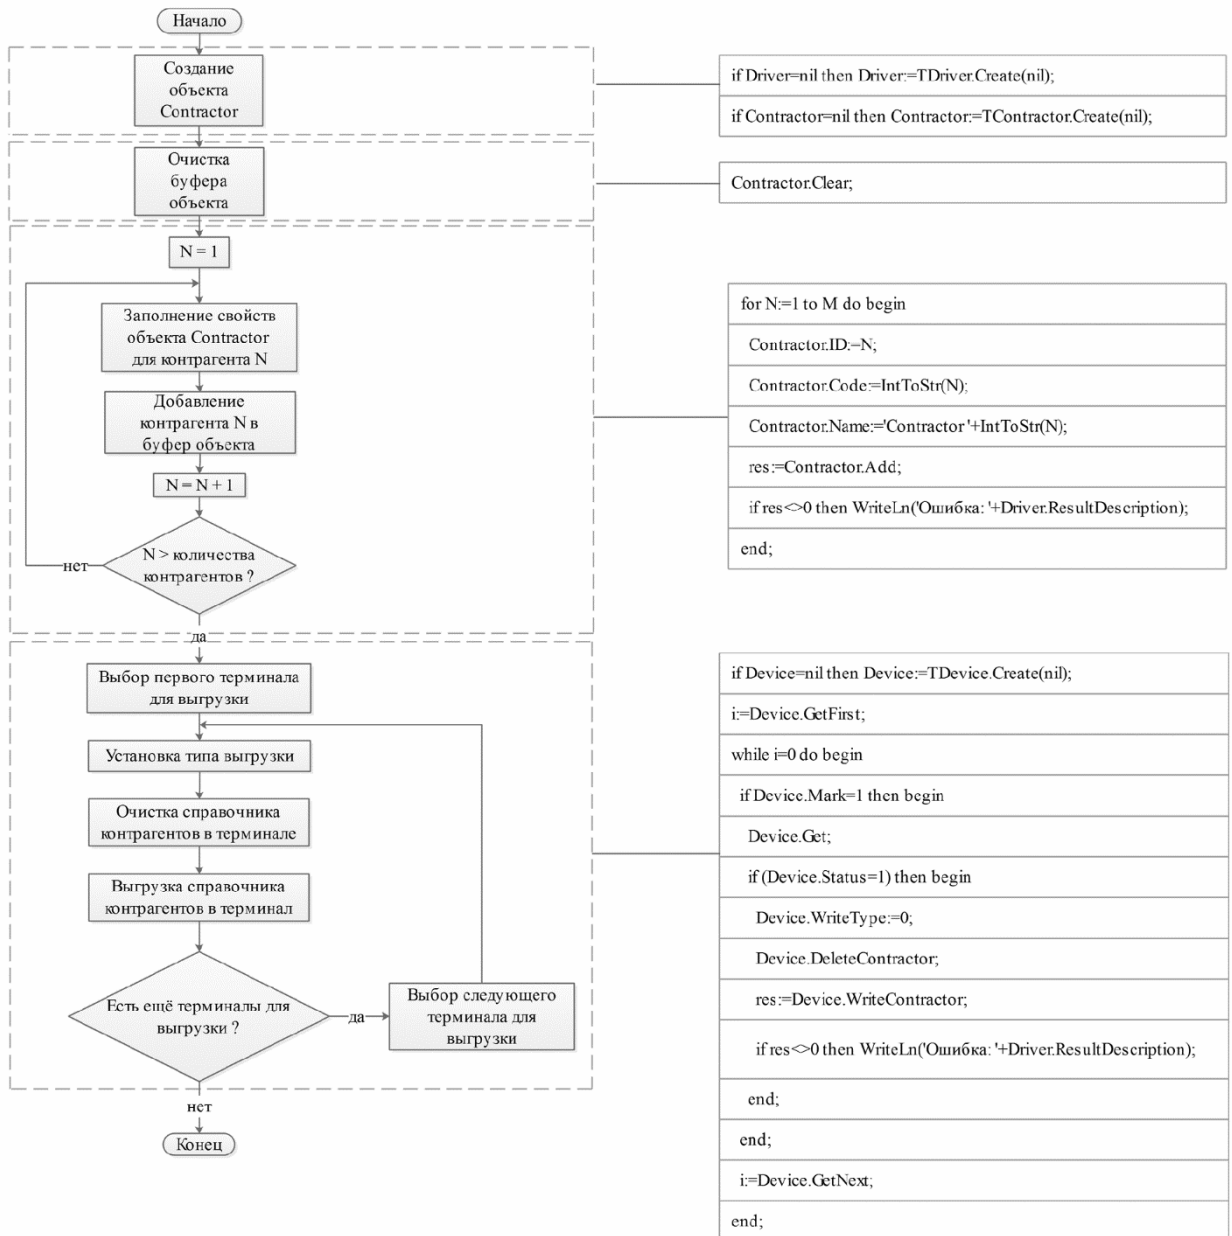 Начало
Создание
объекта
Contractor
Очистка
буфера
объекта
N = 1
Заполнение свойств
объекта Contractor
для контрагента N
Добавление
контрагента N в
буфер объекта
N = N + 1
N > количества
контрагентов ?
нет
да
Выбор первого терминала
для выгрузки
Установка типа выгрузки
Очистка справочника
контрагентов в терминале
Выгрузка справочника
контрагентов в терминал
Есть ещё терминалы для
выгрузки ?
да
Выбор следующего
терминала для
выгрузки
нет
Конец
if Driver=nil then Driver:=TDriver.Create(nil);
if Contractor=nil then Contractor:=TContractor.Create(nil);
Contractor.Clear;
for N:=1 to M do begin
Contractor.ID:=N;
Contractor.Code:=IntToStr(N);
Contractor.Name:='Contractor '+IntToStr(N);
res:=Contractor.Add;
if res<>0 then WriteLn('Ошибка: '+Driver.ResultDescription);
end;
if Device=nil then Device:=TDevice.Create(nil);
i:=Device.GetFirst;
while i=0 do begin
if Device.Mark=1 then begin
Device.Get;
if (Device.Status=1) then begin
Device.WriteType:=0;
Device.DeleteContractor;
res:=Device.WriteContractor;
if res<>0 then WriteLn('Ошибка: '+Driver.ResultDescription);
end;
end;
i:=Device.GetNext;
end;